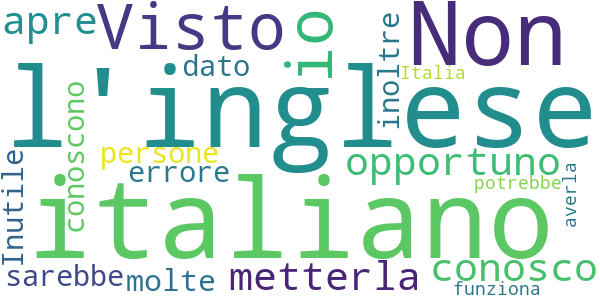 apre
Visto
io
Non
inoltre
Italia
dato
l'inglese
conoscono
persone
errore
opportuno
potrebbe
averla
Inutile
italiano
sarebbe
molte
metterla
conosco
funziona